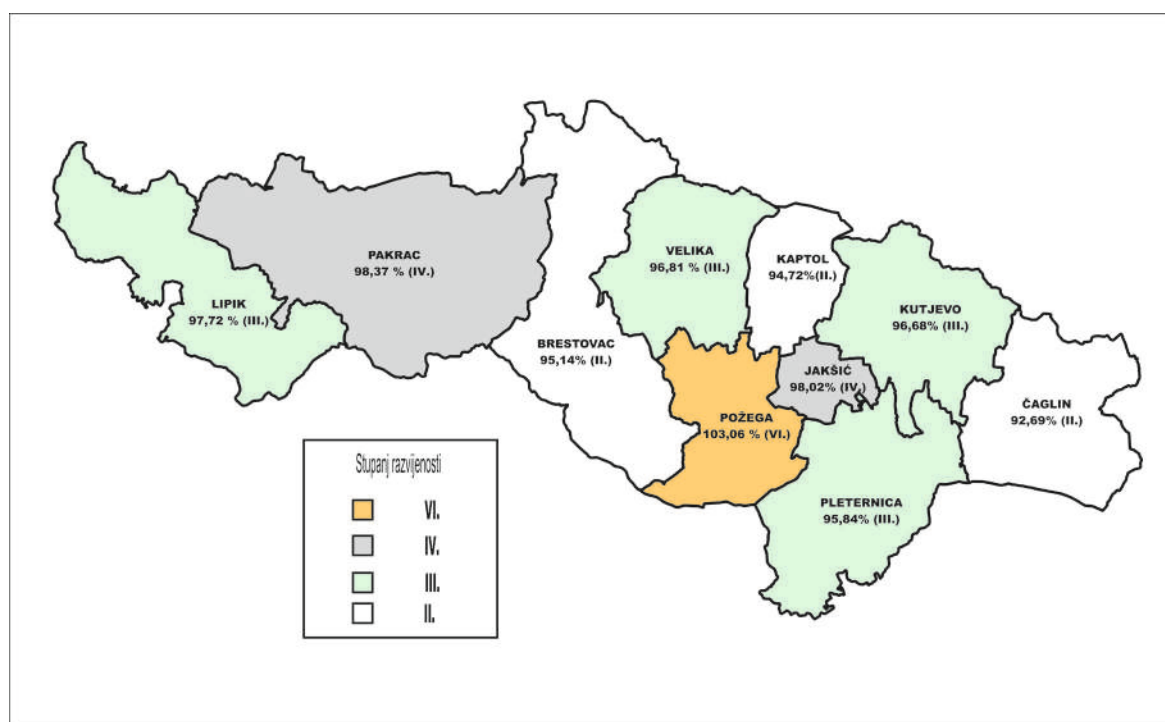 PAKRAC
98,37 % (IV.)
LIPIK
97,72 % (III.)
BRESTOVAC
95,14% (II.)
VELIKA
96,81 % (III.)
KAPTOL
94,72%(II.)
KUTJEVO
96,68% (III.)
JAKŠIĆ
98,02% (IV.)
ČAGLIN
92,69% (II.)
POŽEGA
103,06 % (VI.)
PLETERNICA
95,84% (III.)
Stupanj razvijenosti
VI.
IV.
III.
II.